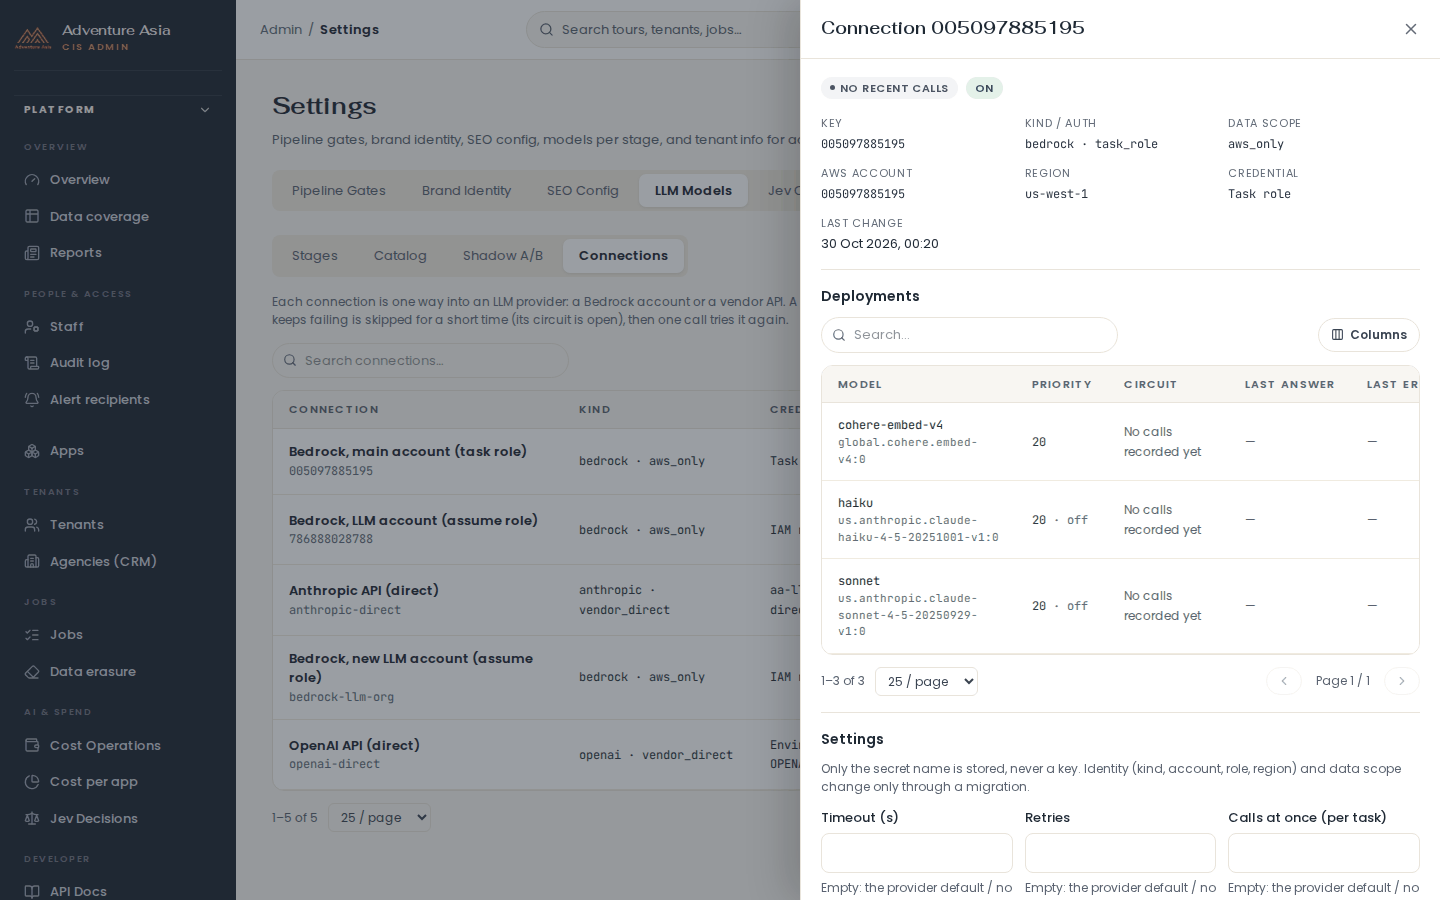 Adventure Asia
CIS ADMIN
PLATFORM
OVERVIEW
Overview
Data coverage
Reports
PEOPLE & ACCESS
Staff
Audit log
Alert recipients
Apps
TENANTS
Tenants
Agencies (CRM)
JOBS
Jobs
Data erasure
AI & SPEND
Cost Operations
Cost per app
Jev Decisions
DEVELOPER
API Docs
Admin / Settings
Search tours, tenants, jobs...
Settings
Pipeline gates, brand identity, SEO config, models per stage, and tenant info for
Pipeline Gates
Brand Identity
SEO Config
LLM Models
Jev
Stages
Catalog
Shadow A/B
Connections
Each connection is one way into an LLM provider: a Bedrock account or a vendor API. A
keeps failing is skipped for a short time (its circuit is open), then one call tries it again.
Search connections...
CONNECTION KIND CRED
Bedrock, main account (task role)
005097885195
bedrock · aws_only
Task
Bedrock, LLM account (assume role)
786888028788
bedrock · aws_only
IAM
Anthropic API (direct)
anthropic-direct
anthropic ·
vendor_direct
Bedrock, new LLM account (assume
role)
bedrock-llm-org
bedrock · aws_only
IAM
OpenAI API (direct)
openai-direct
openai · vendor_direct
1–5 of 5
25 / page
Connection 005097885195
NO RECENT CALLS
ON
KEY
005097885195
KIND / AUTH
bedrock · task_role
DATA SCOPE
aws_only
AWS ACCOUNT
005097885195
REGION
us-west-1
CREDENTIAL
Task role
LAST CHANGE
30 Oct 2026, 00:20
Deployments
Search...
Columns
MODEL PRIORITY CIRCUIT LAST ANSWER LAST ER
cohere-embed-v4
global.cohere.embed-
v4:0
20
No calls
recorded yet
—
—
haiku
us.anthropic.claude-
haiku-4-5-20251001-v1:0
20 · off
No calls
recorded yet
—
—
sonnet
us.anthropic.claude-
sonnet-4-5-20250929-
v1:0
20 · off
No calls
recorded yet
—
—
1–3 of 3
25 / page
Page 1 / 1
Settings
Only the secret name is stored, never a key. Identity (kind, account, role, region) and data scope
change only through a migration.
Timeout (s)
Retries
Calls at once (per task)
Empty: the provider default / no
Empty: the provider default / no
Empty: the provider default / no